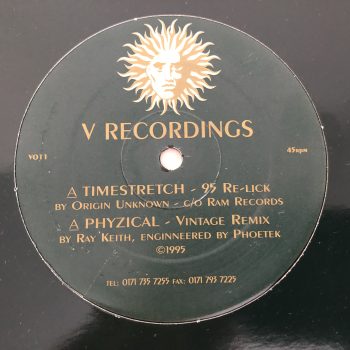 V RECORDINGS
V011
45RPM
Δ TIMESTRETCH - 95 RE-LICK
BY ORIGIN UNKNOWN - C/O RAM RECORDS
Δ PHYZICAL - VINTAGE REMIX
BY RAY KEITH, ENGINNEERED BY PHOETEK
©1995
TEL: 0171 735 7255 FAX: 0171 793 7225